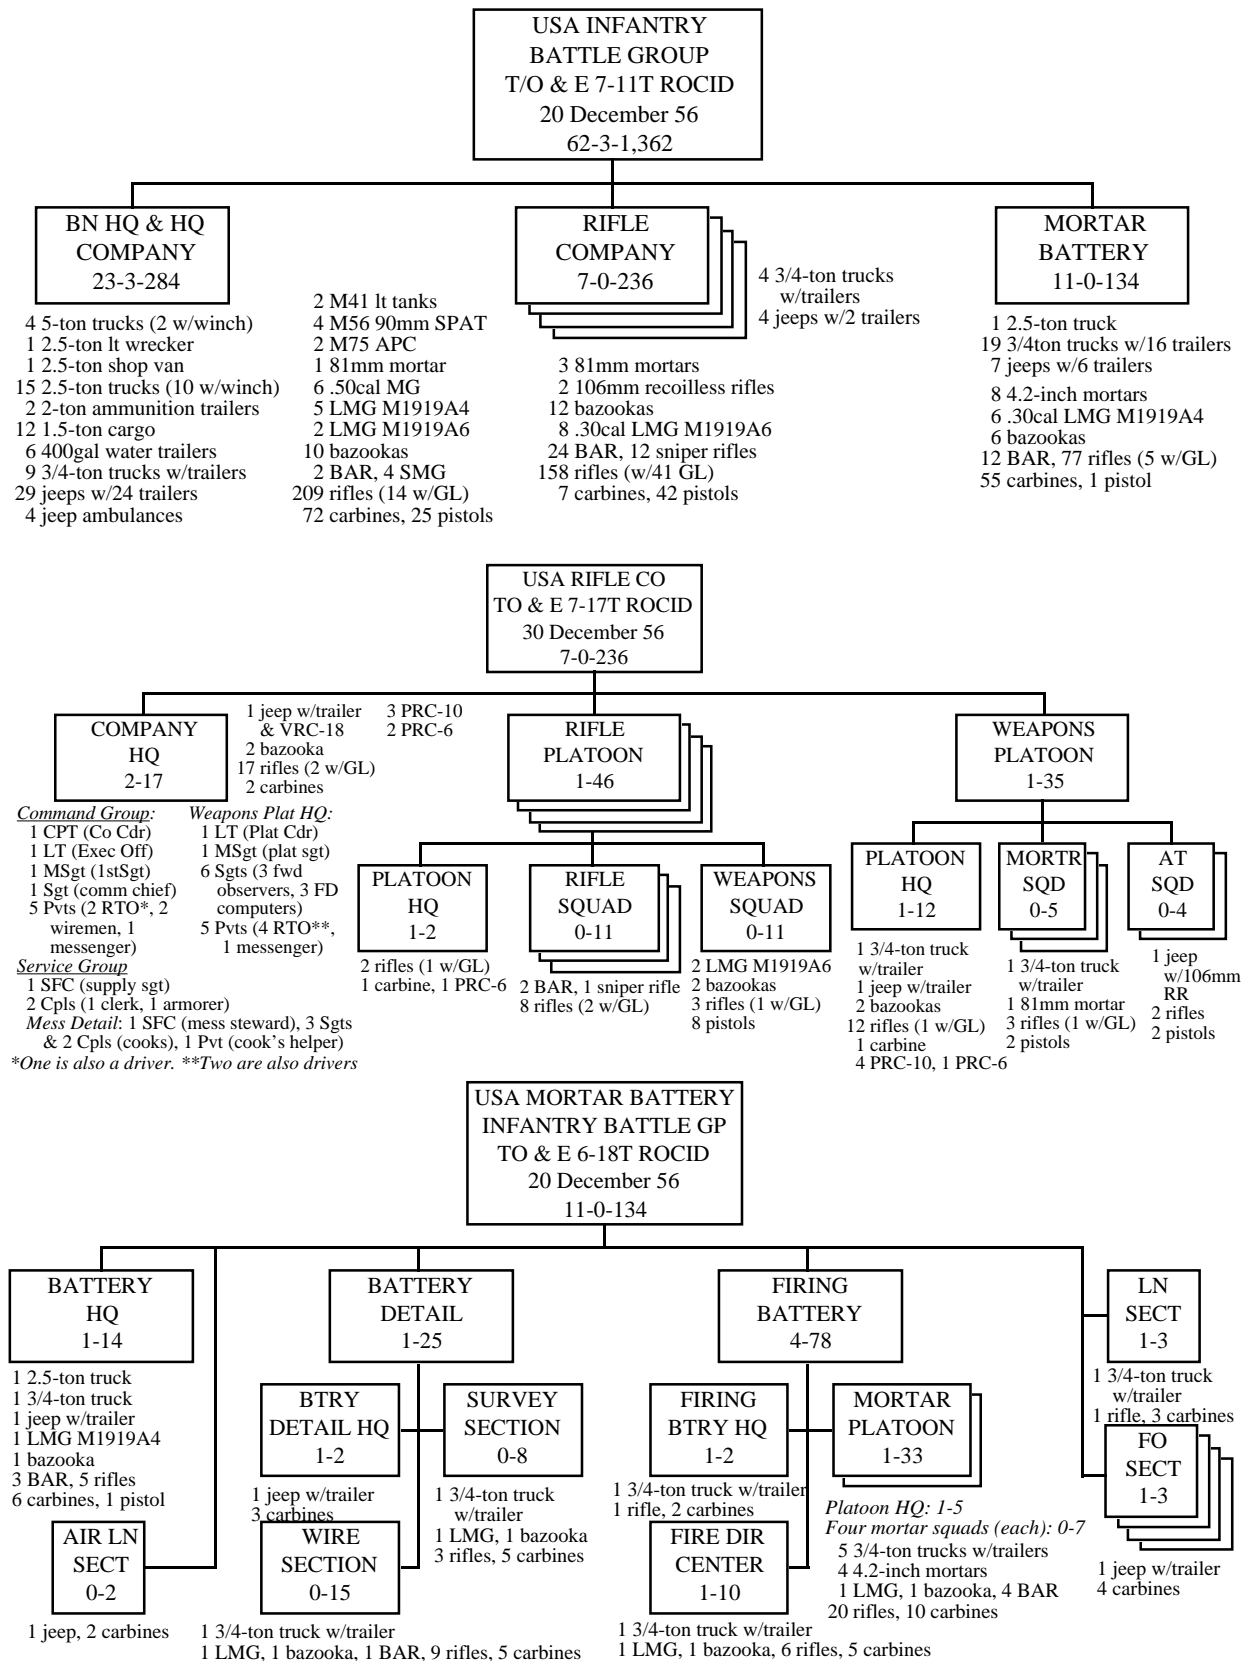 USA INFANTRY
BATTLE GROUP
T/O & E 7-11T ROCID
20 December 56
62-3-1,362
BN HQ & HQ
COMPANY
23-3-284
4 5-ton trucks (2 w/winch)
1 2.5-ton lt wrecker
1 2.5-ton shop van
15 2.5-ton trucks (10 w/winch)
2 2-ton ammunition trailers
12 1.5-ton cargo
6 400gal water trailers
9 3/4-ton trucks w/trailers
29 jeeps w/24 trailers
4 jeep ambulances
2 M41 lt tanks
4 M56 90mm SPAT
2 M75 APC
1 81mm mortar
6 .50cal MG
5 LMG M1919A4
2 LMG M1919A6
10 bazookas
2 BAR, 4 SMG
209 rifles (14 w/GL)
72 carbines, 25 pistols
RIFLE
COMPANY
7-0-236
4 3/4-ton trucks
w/trailers
4 jeeps w/2 trailers
3 81mm mortars
2 106mm recoilless rifles
12 bazookas
8 .30cal LMG M1919A6
24 BAR, 12 sniper rifles
158 rifles (w/41 GL)
7 carbines, 42 pistols
MORTAR
BATTERY
11-0-134
1 2.5-ton truck
19 3/4ton trucks w/16 trailers
7 jeeps w/6 trailers
8 4.2-inch mortars
6 .30cal LMG M1919A4
6 bazookas
12 BAR, 77 rifles (5 w/GL)
55 carbines, 1 pistol
USA RIFLE CO
TO & E 7-17T ROCID
30 December 56
7-0-236
COMPANY
HQ
2-17
1 jeep w/trailer
& VRC-18
2 bazooka
17 rifles (2 w/GL)
2 carbines
3 PRC-10
2 PRC-6
Command Group:
1 CPT (Co Cdr)
1 LT (Exec Off)
1 MSgt (1stSgt)
1 Sgt (comm chief)
5 Pvts (2 RTO*, 2
wiremen, 1
messenger)
Weapons Plat HQ:
1 LT (Plat Cdr)
1 MSgt (plat sgt)
6 Sgts (3 fwd
observers, 3 FD
computers)
5 Pvts (4 RTO**,
1 messenger)
Service Group
1 SFC (supply sgt)
2 Cpls (1 clerk, 1 armorer)
Mess Detail: 1 SFC (mess steward), 3 Sgts
& 2 Cpls (cooks), 1 Pvt (cook's helper)
*One is also a driver. **Two are also drivers
RIFLE
PLATOON
1-46
PLATOON
HQ
1-2
2 rifles (1 w/GL)
1 carbine, 1 PRC-6
RIFLE
SQUAD
0-11
2 BAR, 1 sniper rifle
8 rifles (2 w/GL)
WEAPONS
SQUAD
0-11
2 LMG M1919A6
2 bazookas
3 rifles (1 w/GL)
8 pistols
WEAPONS
PLATOON
1-35
PLATOON
HQ
1-12
1 3/4-ton truck
w/trailer
1 jeep w/trailer
2 bazookas
12 rifles (1 w/GL)
1 carbine
4 PRC-10, 1 PRC-6
MORTR
SQD
0-5
1 3/4-ton truck
w/trailer
1 81mm mortar
3 rifles (1 w/GL)
2 pistols
AT
SQD
0-4
1 jeep
w/106mm
RR
2 rifles
2 pistols
USA MORTAR BATTERY
INFANTRY BATTLE GP
TO & E 6-18T ROCID
20 December 56
11-0-134
BATTERY
HQ
1-14
1 2.5-ton truck
1 3/4-ton truck
1 jeep w/trailer
1 LMG M1919A4
1 bazooka
3 BAR, 5 rifles
6 carbines, 1 pistol
AIR LN
SECT
0-2
1 jeep, 2 carbines
BATTERY
DETAIL
1-25
BTRY
DETAIL HQ
1-2
1 jeep w/trailer
3 carbines
SURVEY
SECTION
0-8
1 3/4-ton truck
w/trailer
1 LMG, 1 bazooka
3 rifles, 5 carbines
WIRE
SECTION
0-15
1 3/4-ton truck w/trailer
1 LMG, 1 bazooka, 1 BAR, 9 rifles, 5 carbines
FIRING
BATTERY
4-78
FIRING
BTRY HQ
1-2
1 3/4-ton truck w/trailer
1 rifle, 2 carbines
MORTAR
PLATOON
1-33
Platoon HQ: 1-5
Four mortar squads (each): 0-7
5 3/4-ton trucks w/trailers
4 4.2-inch mortars
1 LMG, 1 bazooka, 4 BAR
20 rifles, 10 carbines
FIRE DIR
CENTER
1-10
1 3/4-ton truck w/trailer
1 LMG, 1 bazooka, 6 rifles, 5 carbines
LN
SECT
1-3
1 3/4-ton truck
w/trailer
1 rifle, 3 carbines
FO
SECT
1-3
1 jeep w/trailer
4 carbines